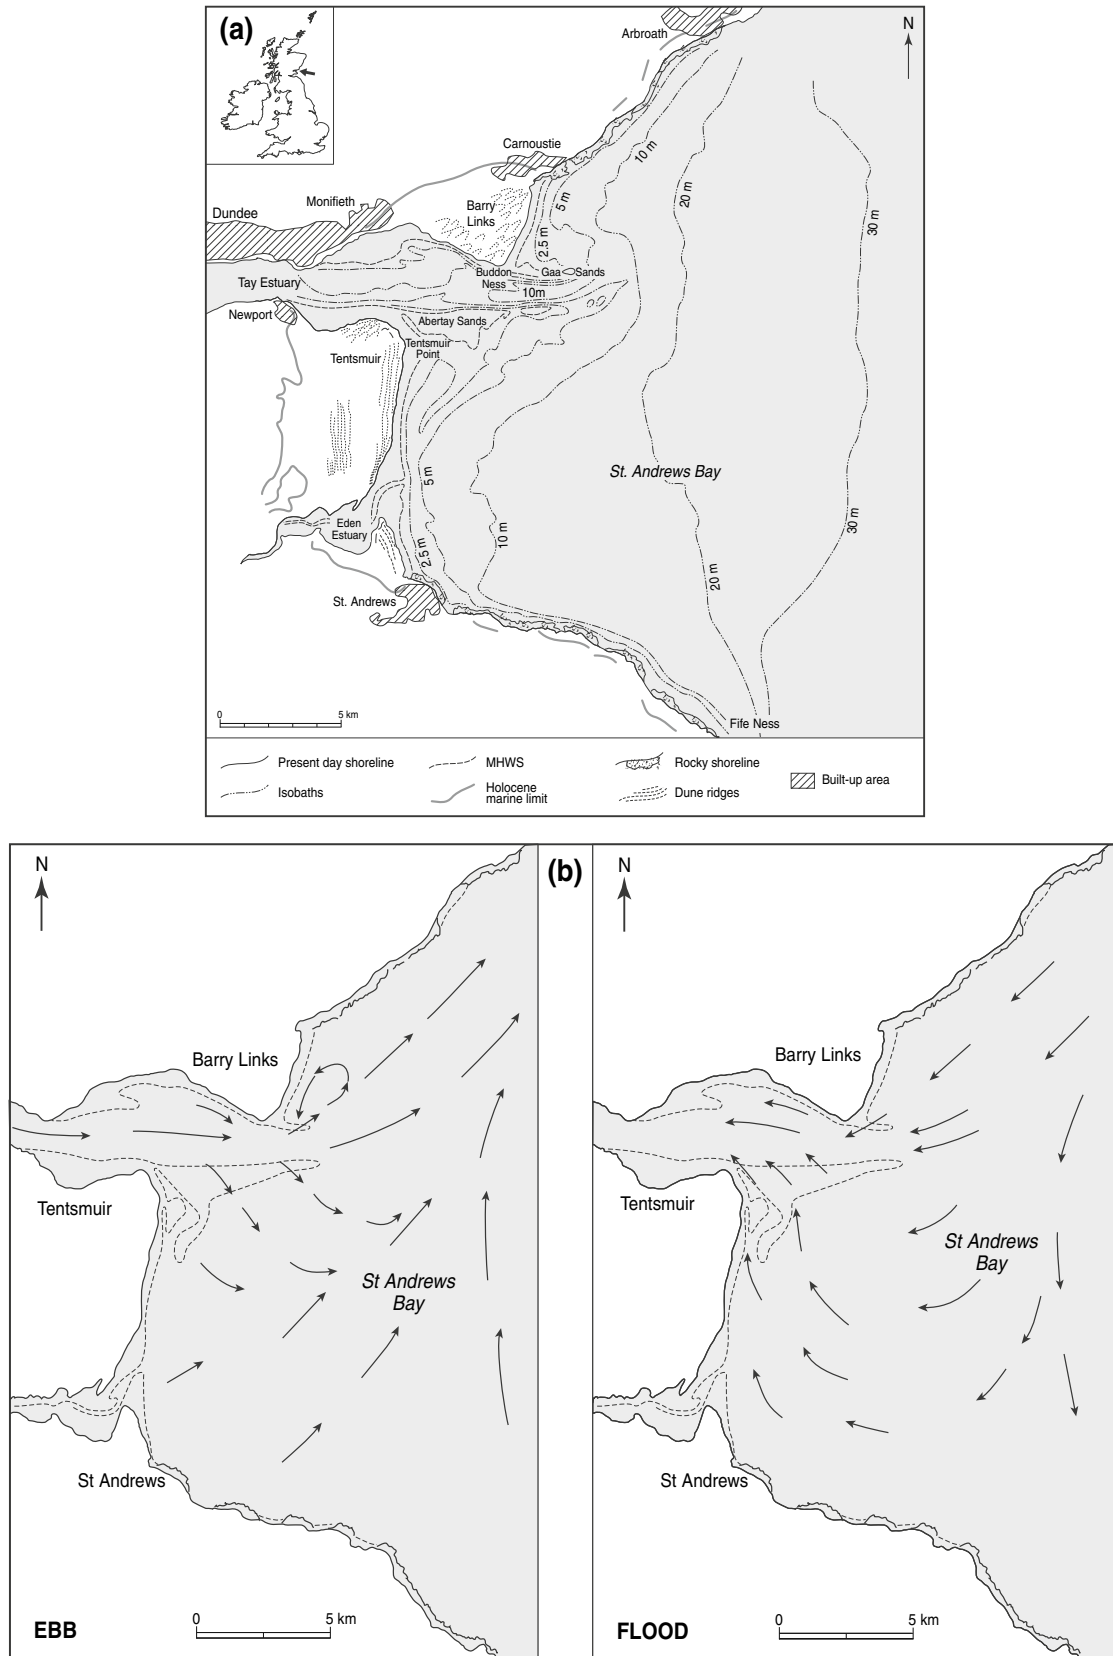 (a)
N
Arbroath
Carnoustie
10 m
Monifieth
Dundee
Barry
Links
5 m
20 m
30 m
2.5 m
Tay Estuary
Buddon
Ness
Gaa
Sands
10m
Newport
Abertay Sands
Tentsmuir
Point
Tentsmuir
St. Andrews Bay
5 m
Eden
Estuary
2.5 m
10 m
30 m
20 m
St. Andrews
0
5 km
Fife Ness
Present day shoreline
MHWS
Rocky shoreline
Built-up area
Isobaths
Holocene
marine limit
Dune ridges
(b)
N
Barry Links
Tentsmuir
St Andrews
Bay
St Andrews
EBB
0
5 km
N
Barry Links
Tentsmuir
St Andrews
Bay
St Andrews
FLOOD
0
5 km